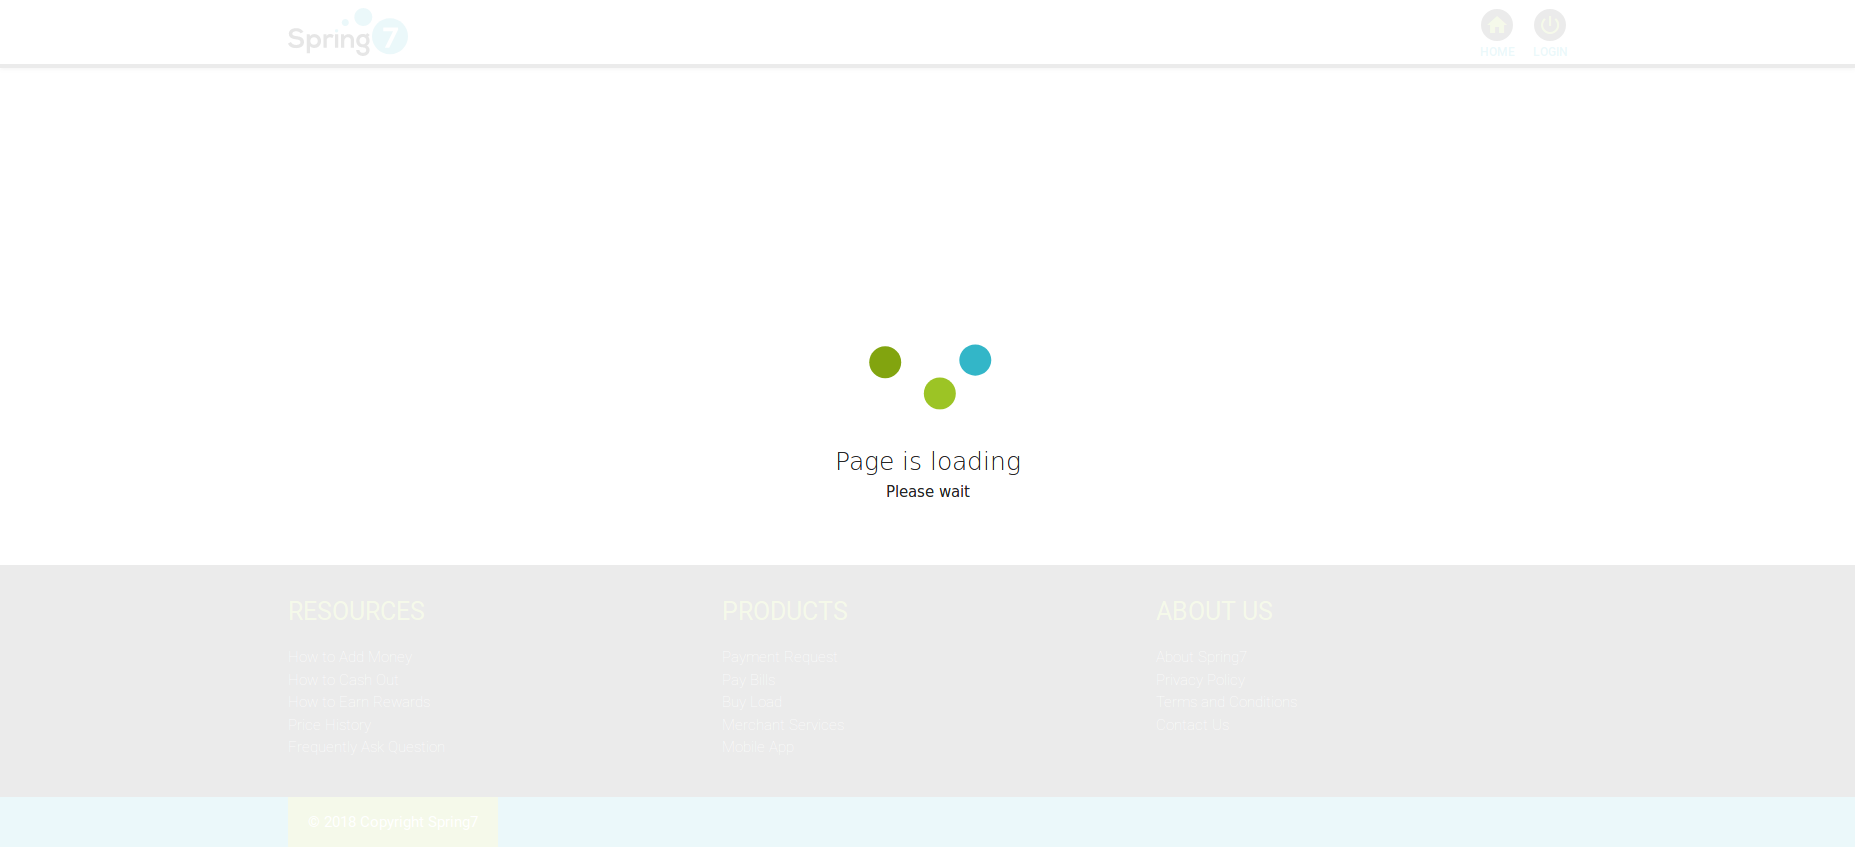 Spring7
HOME LOGIN
Page is loading
Please wait
RESOURCES
How to Add Money
How to Cash Out
How to Earn Rewards
Price History
Frequently Ask Question
PRODUCTS
Payment Request
Pay Bills
Buy Load
Merchant Services
Mobile App
ABOUT US
About Spring7
Privacy Policy
Terms and Conditions
Contact Us
© 2018 Copyright Spring7